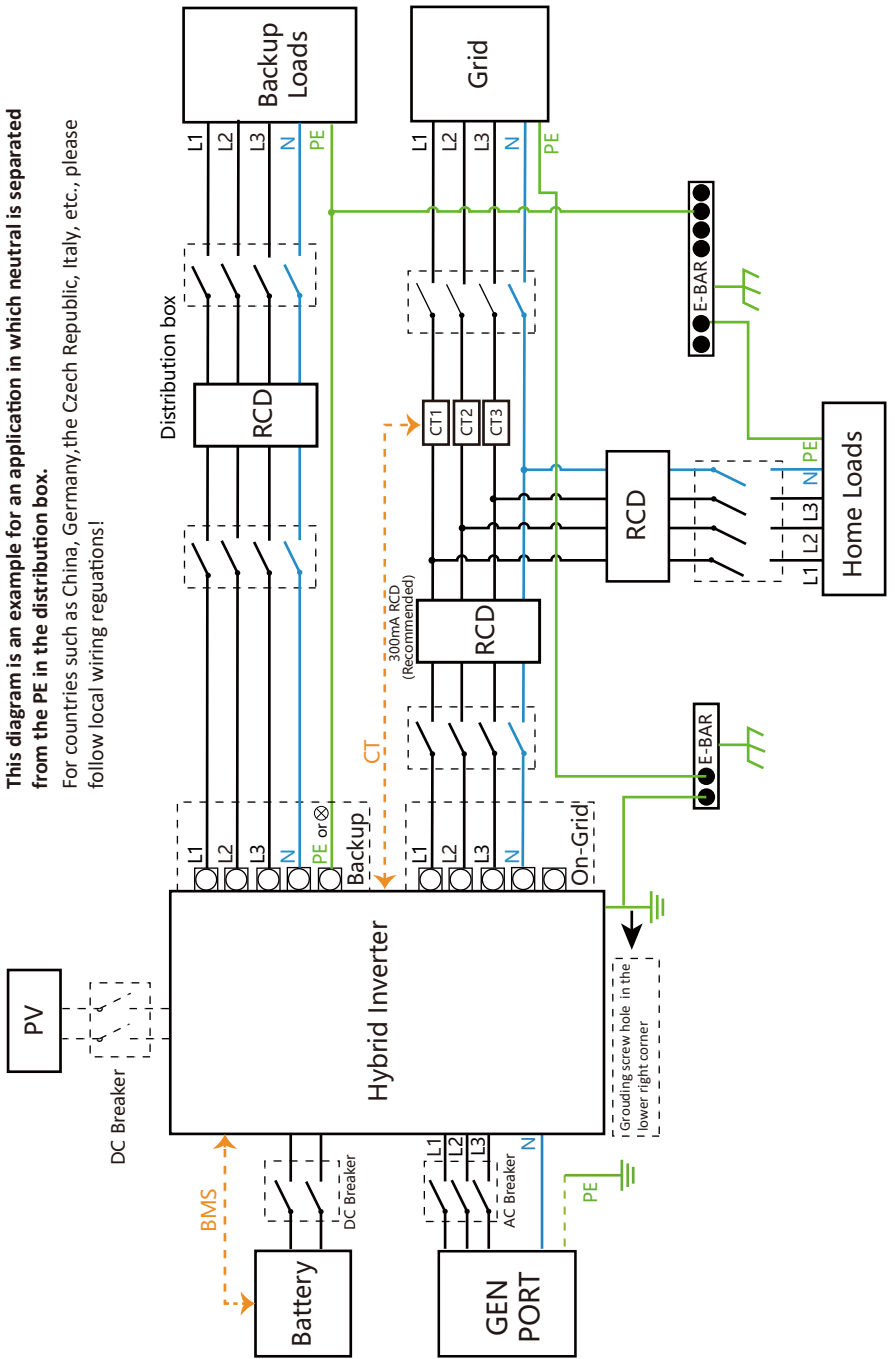 This diagram is an example for an application in which neutral is separated
from the PE in the distribution box.
For countries such as China, Germany,the Czech Republic, Italy, etc., please
follow local wiring reguations!
PV
DC Breaker
BMS
Battery
DC Breaker
GEN
PORT
L1
L2
L3
N
AC Breaker
PE
Hybrid Inverter
L1
L2
L3
N
PE or
Backup
Distribution box
RCD
L1
L2
L3
N
PE
Backup
Loads
CT
L1
L2
L3
N
On-Grid
300mA RCD
(Recommended)
RCD
CT1
CT2
CT3
L1
L2
L3
N
PE
Grid
Grouding screw hole in the
lower right corner
E-BAR
RCD
L1
L2
L3
N
PE
Home Loads
E-BAR